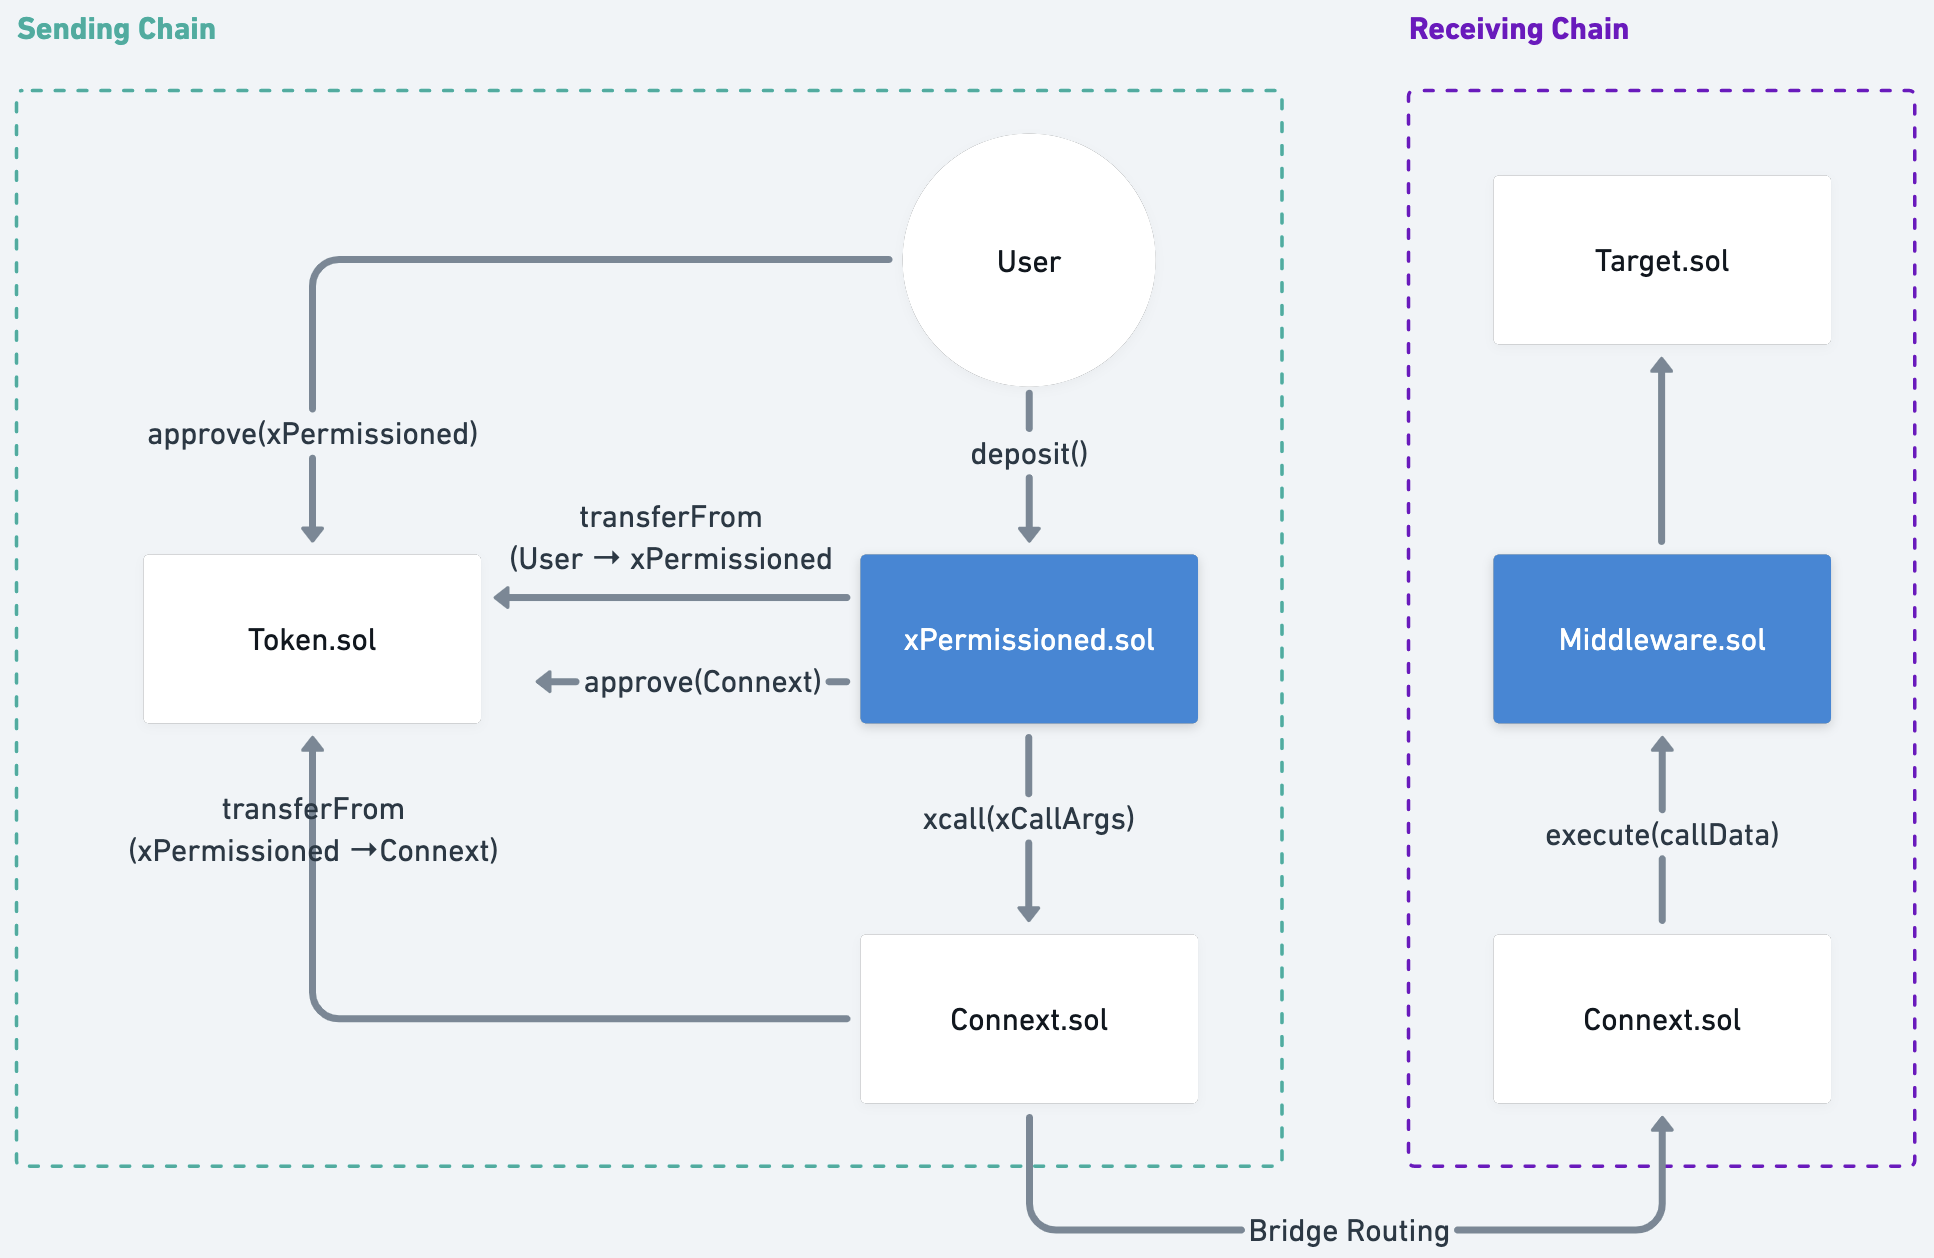 Sending Chain
Receiving Chain
User
Target.sol
approve(xPermissioned)
deposit()
transferFrom
(User → xPermissioned
Token.sol
xPermissioned.sol
Middleware.sol
approve(Connext)
transferFrom
(xPermissioned →Connext)
xcall(xCallArgs)
execute(callData)
Connext.sol
Connext.sol
Bridge Routing